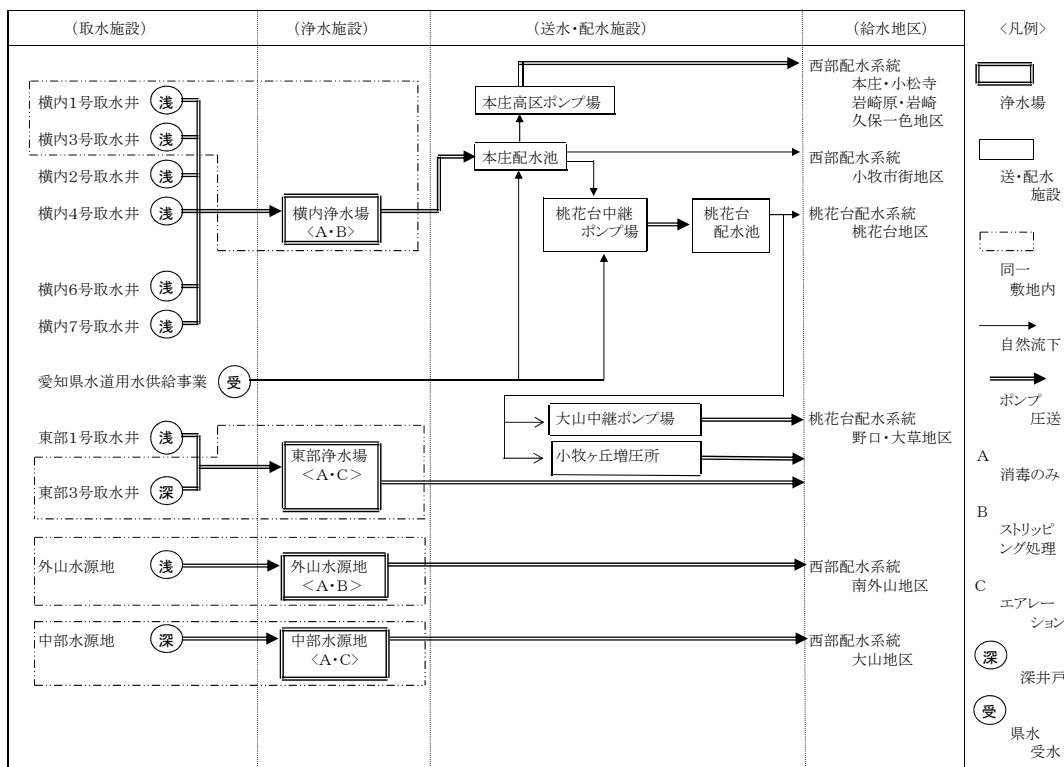 (取水施設)
(浄水施設)
(送水・配水施設)
(給水地区)
〈凡例〉
横内1号取水井
浅
横内3号取水井
浅
横内2号取水井
浅
横内4号取水井
浅
横内6号取水井
浅
横内7号取水井
浅
横内浄水場
<A・B>
本庄高区ポンプ場
本庄配水池
桃花台中継
ポンプ場
桃花台
配水池
西部配水系統
本庄・小松寺
岩崎原・岩崎
久保一色地区
西部配水系統
小牧市街地区
桃花台配水系統
桃花台地区
愛知県水道用水供給事業
受
東部1号取水井
浅
東部3号取水井
深
東部浄水場
<A・C>
大山中継ポンプ場
小牧ヶ丘増圧所
桃花台配水系統
野口・大草地区
外山水源地
浅
外山水源地
<A・B>
西部配水系統
南外山地区
中部水源地
深
中部水源地
<A・C>
西部配水系統
大山地区
浄水場
送・配水
施設
同一
敷地内
自然流下
ポンプ
圧送
A
消毒のみ
B
ストリッピ
ング処理
C
エアレー
ション
深
深井戸
受
県水
受水